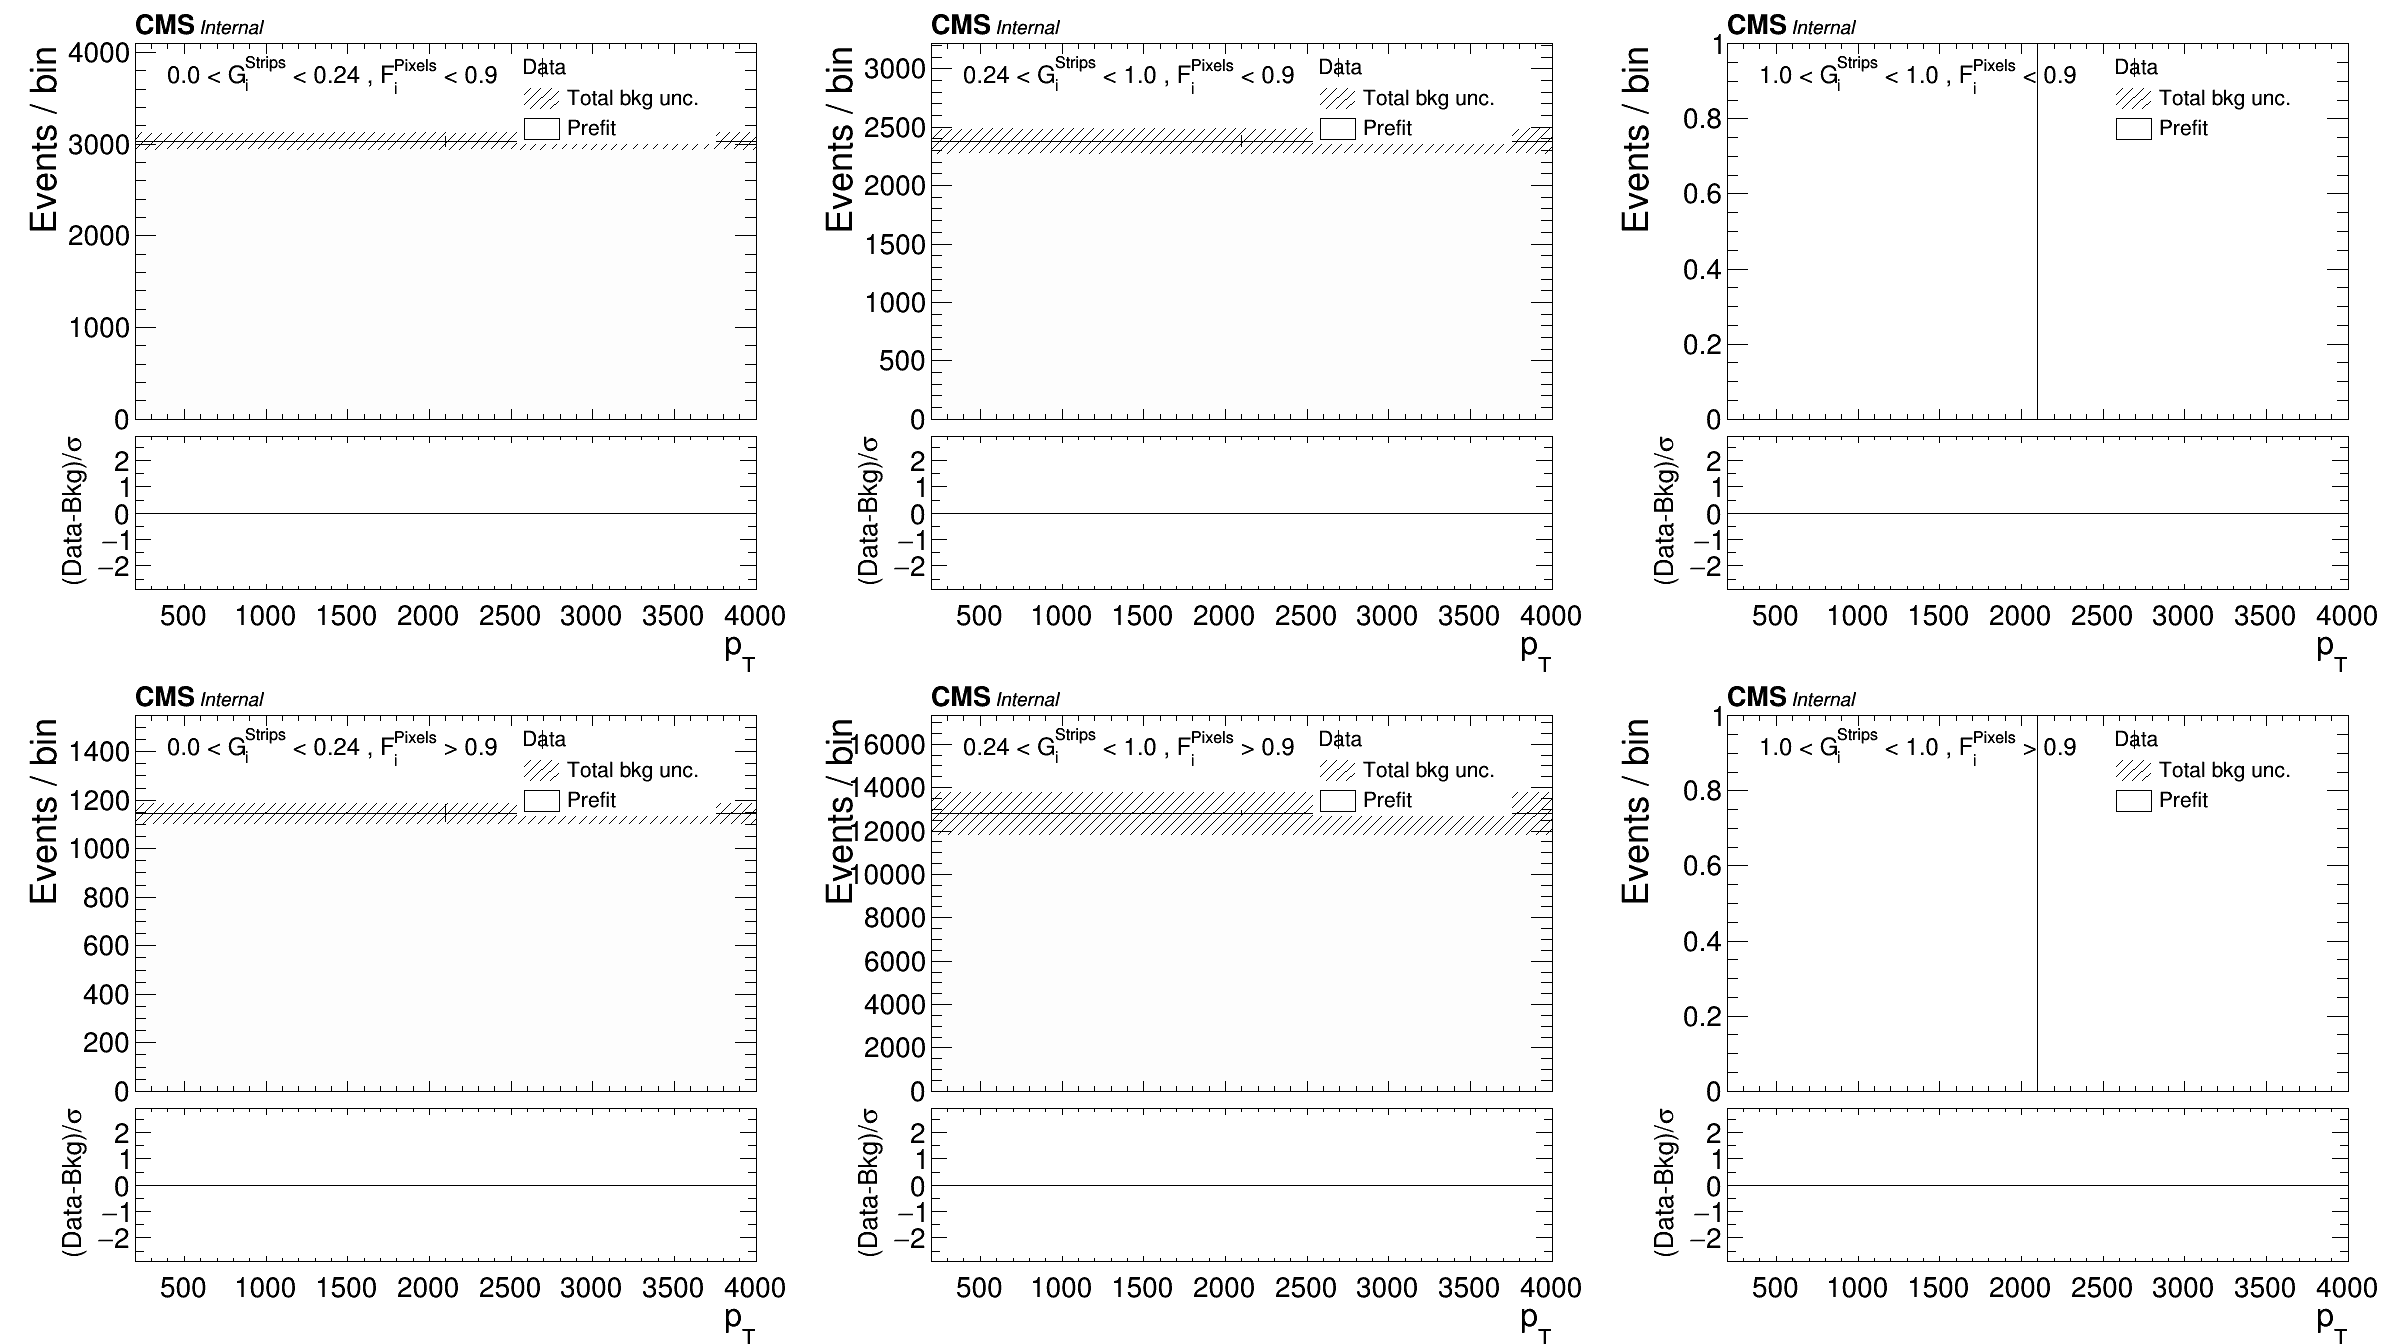 CMS Internal
Events / bin
4000
3000
2000
1000
0
0.0 < G_i^Strips < 0.24 , F_i^Pixels < 0.9
Data
Total bkg unc.
Prefit
(Data-Bkg)/σ
2
1
0
−1
−2
500 1000 1500 2000 2500 3000 3500 4000
p_T
CMS Internal
Events / bin
3000
2500
2000
1500
1000
500
0
0.24 < G_i^Strips < 1.0 , F_i^Pixels < 0.9
Data
Total bkg unc.
Prefit
(Data-Bkg)/σ
2
1
0
−1
−2
500 1000 1500 2000 2500 3000 3500 4000
p_T
CMS Internal
Events / bin
1
0.8
0.6
0.4
0.2
0
1.0 < G_i^Strips < 1.0 , F_i^Pixels < 0.9
Data
Total bkg unc.
Prefit
(Data-Bkg)/σ
2
1
0
−1
−2
500 1000 1500 2000 2500 3000 3500 4000
p_T
CMS Internal
Events / bin
1400
1200
1000
800
600
400
200
0
0.0 < G_i^Strips < 0.24 , F_i^Pixels > 0.9
Data
Total bkg unc.
Prefit
(Data-Bkg)/σ
2
1
0
−1
−2
500 1000 1500 2000 2500 3000 3500 4000
p_T
CMS Internal
Events / bin
16000
14000
12000
10000
8000
6000
4000
2000
0
0.24 < G_i^Strips < 1.0 , F_i^Pixels > 0.9
Data
Total bkg unc.
Prefit
(Data-Bkg)/σ
2
1
0
−1
−2
500 1000 1500 2000 2500 3000 3500 4000
p_T
CMS Internal
Events / bin
1
0.8
0.6
0.4
0.2
0
1.0 < G_i^Strips < 1.0 , F_i^Pixels > 0.9
Data
Total bkg unc.
Prefit
(Data-Bkg)/σ
2
1
0
−1
−2
500 1000 1500 2000 2500 3000 3500 4000
p_T